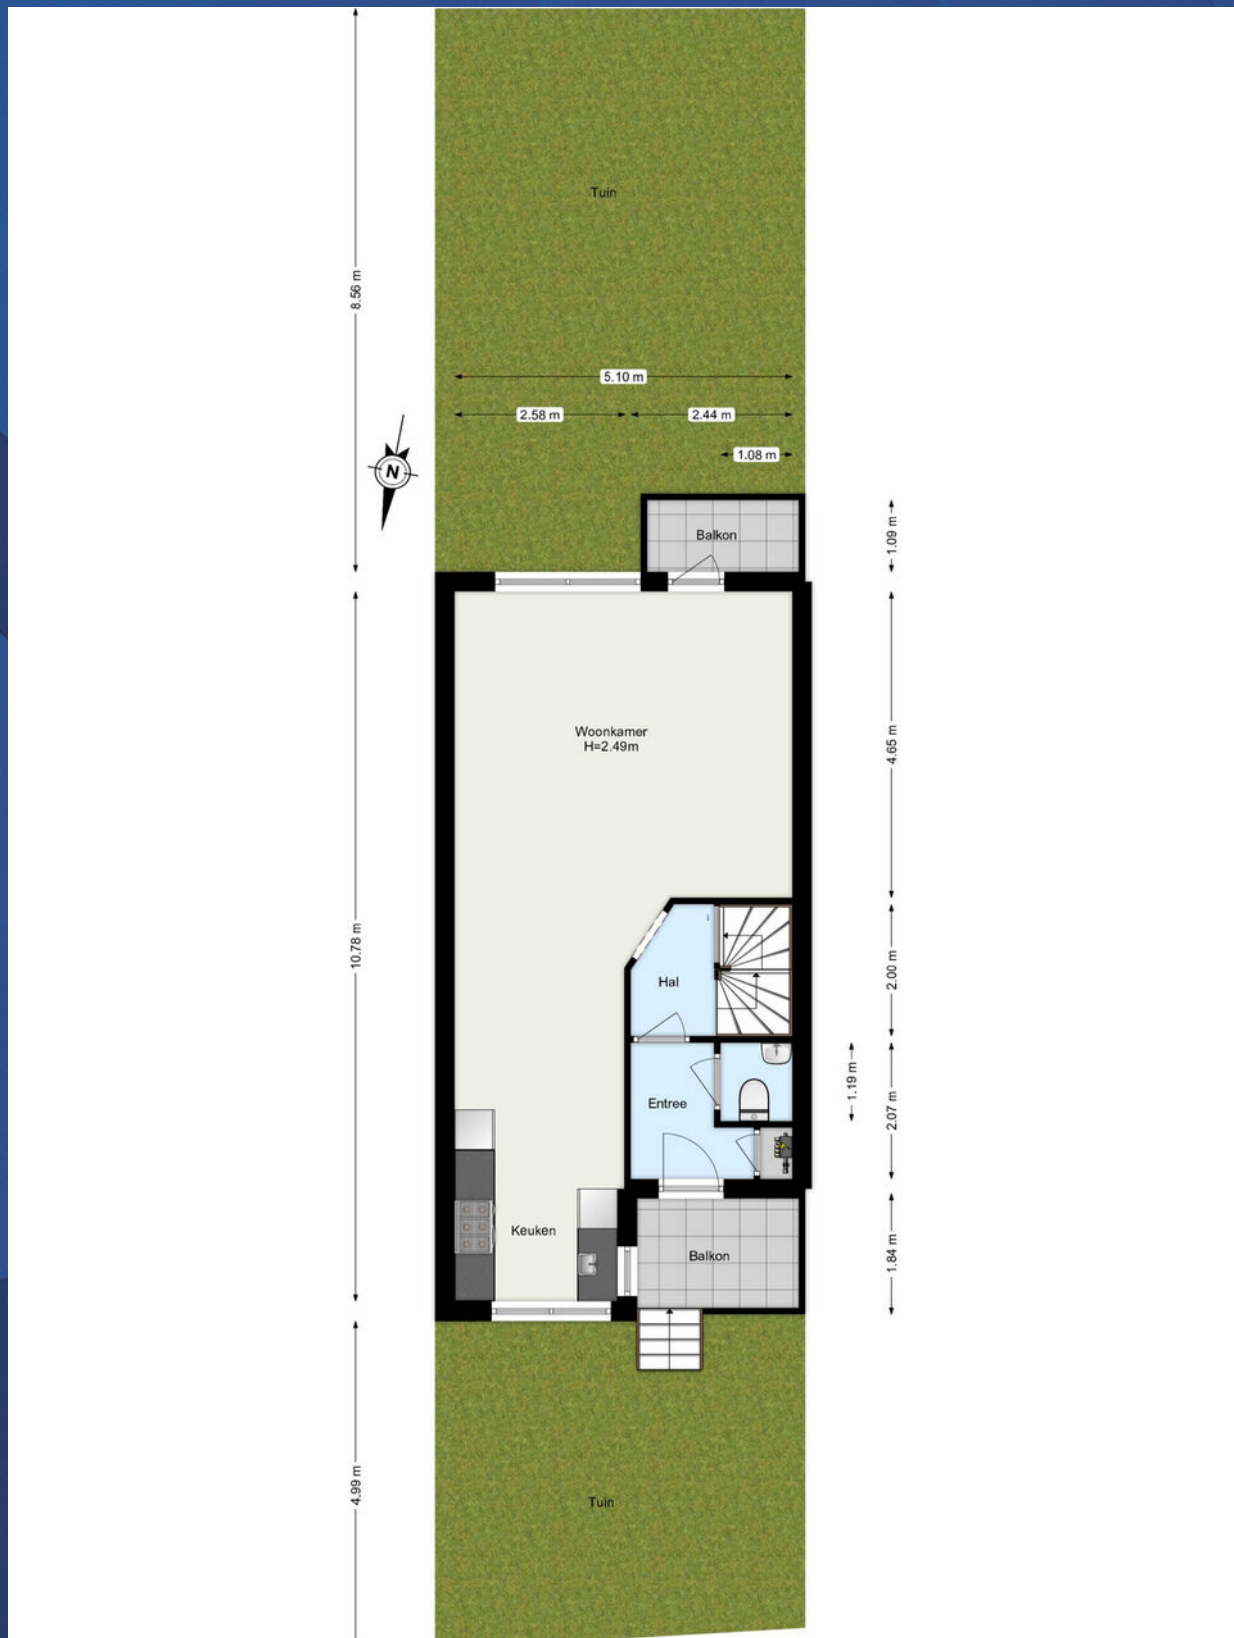 Tuin
8.56 m
5.10 m
2.58 m
2.44 m
1.08 m
N
Balkon
1.09 m
Woonkamer
H=2.49m
4.65 m
10.78 m
Hal
2.00 m
Entree
1.19 m
2.07 m
Keuken
Balkon
1.84 m
4.99 m
Tuin